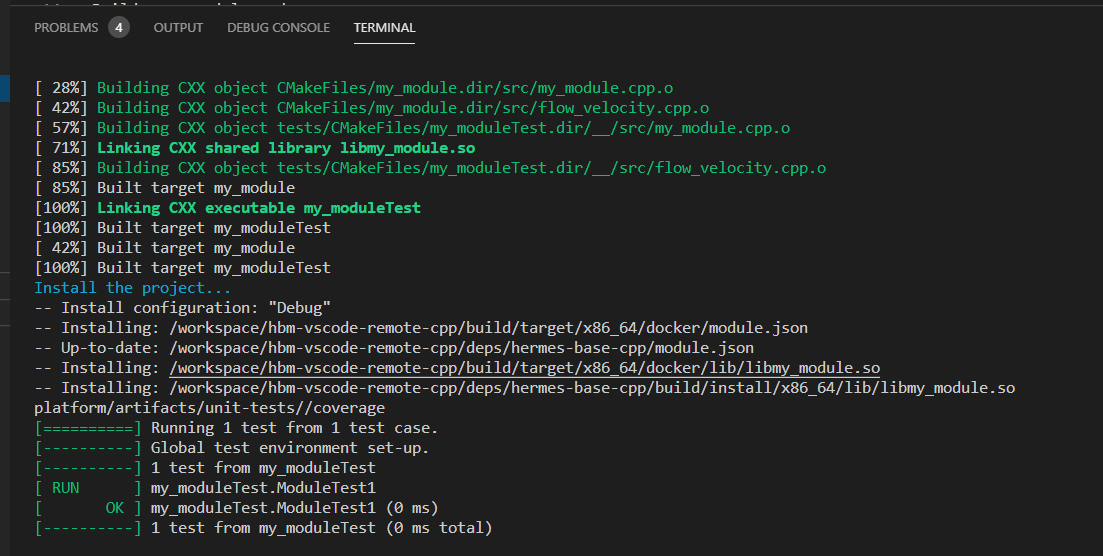 PROBLEMS 4 OUTPUT DEBUG CONSOLE TERMINAL
[ 28%] Building CXX object CMakeFiles/my_module.dir/src/my_module.cpp.o
[ 42%] Building CXX object CMakeFiles/my_module.dir/src/flow_velocity.cpp.o
[ 57%] Building CXX object tests/CMakeFiles/my_moduleTest.dir/__/src/my_module.cpp.o
[ 71%] Linking CXX shared library libmy_module.so
[ 85%] Building CXX object tests/CMakeFiles/my_moduleTest.dir/__/src/flow_velocity.cpp.o
[ 85%] Built target my_module
[100%] Linking CXX executable my_moduleTest
[100%] Built target my_moduleTest
[ 42%] Built target my_module
[100%] Built target my_moduleTest
Install the project...
-- Install configuration: "Debug"
-- Installing: /workspace/hbm-vscode-remote-cpp/build/target/x86_64/docker/module.json
-- Up-to-date: /workspace/hbm-vscode-remote-cpp/deps/hermes-base-cpp/module.json
-- Installing: /workspace/hbm-vscode-remote-cpp/build/target/x86_64/docker/lib/libmy_module.so
-- Installing: /workspace/hbm-vscode-remote-cpp/deps/hermes-base-cpp/build/install/x86_64/lib/libmy_module.so
platform/artifacts/unit-tests//coverage
[==========] Running 1 test from 1 test case.
[----------] Global test environment set-up.
[----------] 1 test from my_moduleTest
[ RUN      ] my_moduleTest.ModuleTest1
[       OK ] my_moduleTest.ModuleTest1 (0 ms)
[----------] 1 test from my_moduleTest (0 ms total)